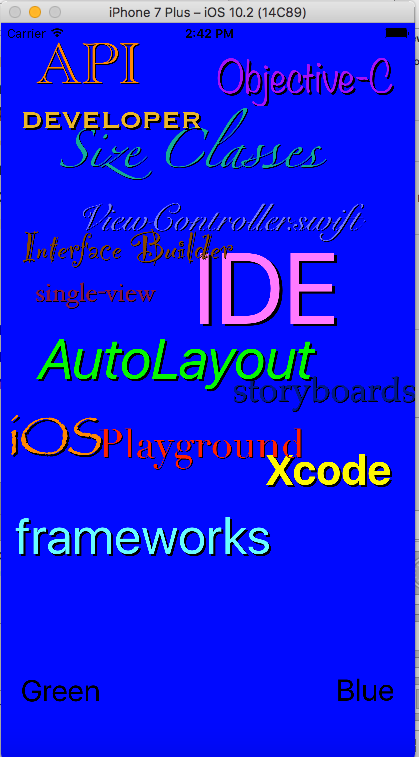 iPhone 7 Plus – iOS 10.2 (14C89)
Carrier 2:42 PM
API
Objective-C
DEVELOPER
Size Classes
ViewController.swift
Interface Builder
IDE
single-view
AutoLayout
storyboards
iOS
Playground
Xcode
frameworks
Green Blue